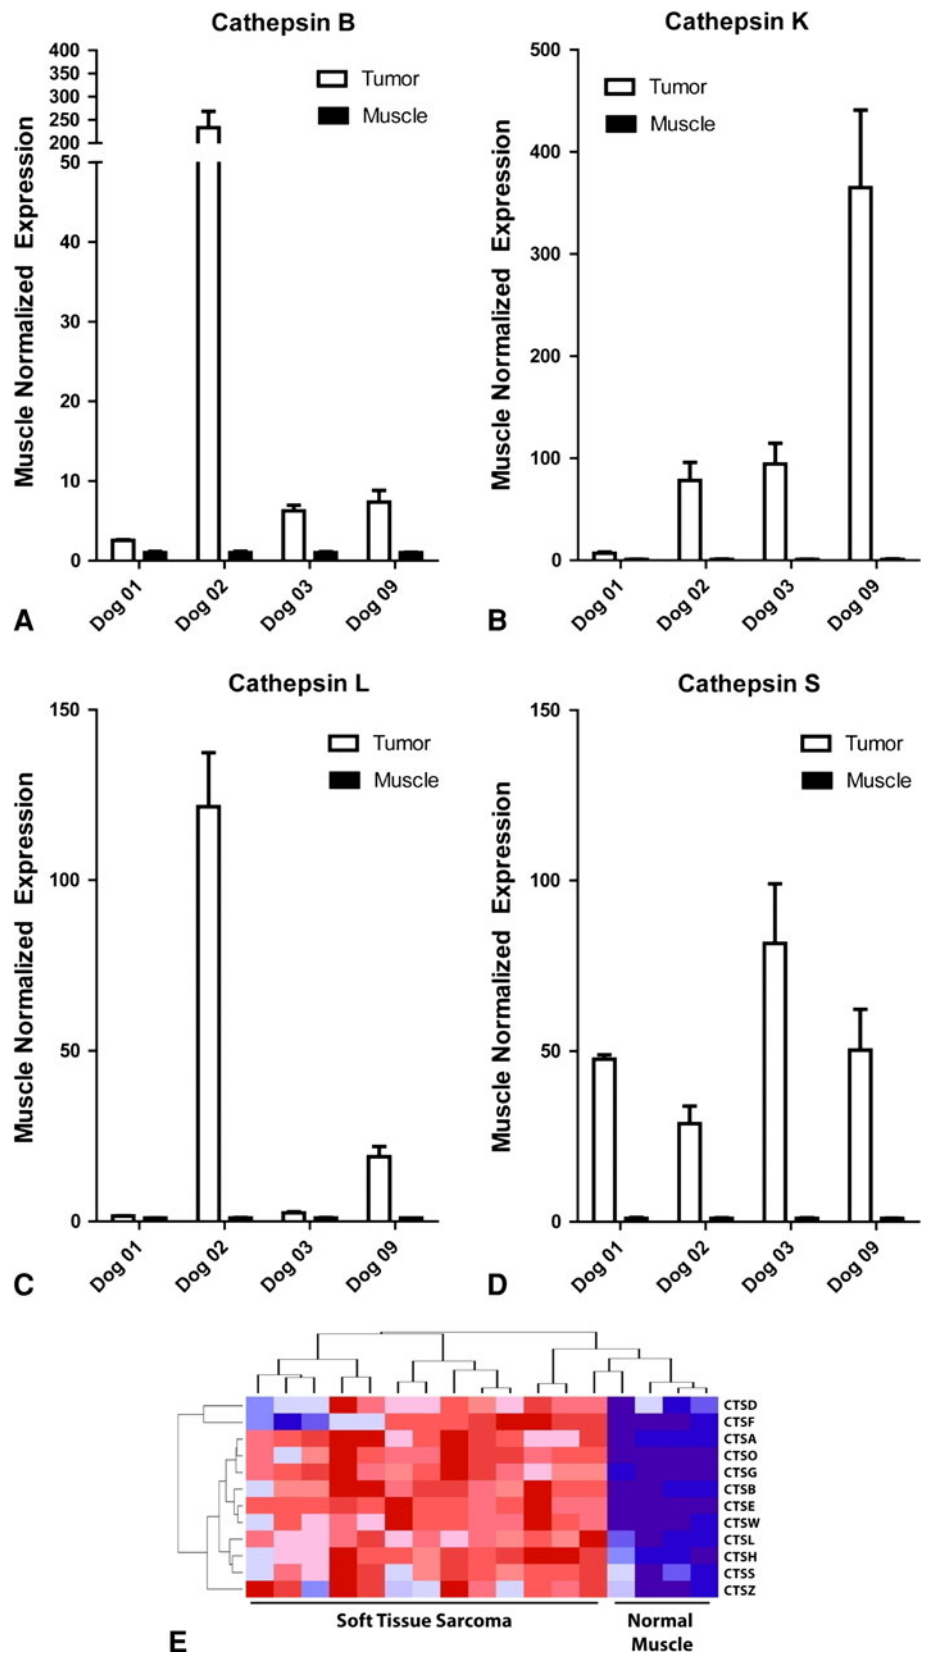 Cathepsin B
Muscle Normalized Expression
400
350
300
250
200
50
40
30
20
10
0
Tumor
Muscle
Dog 01
Dog 02
Dog 03
Dog 09
A
Cathepsin K
Muscle Normalized Expression
500
400
300
200
100
0
Tumor
Muscle
Dog 01
Dog 02
Dog 03
Dog 09
B
Cathepsin L
Muscle Normalized Expression
150
100
50
0
Tumor
Muscle
Dog 01
Dog 02
Dog 03
Dog 09
C
Cathepsin S
Muscle Normalized Expression
150
100
50
0
Tumor
Muscle
Dog 01
Dog 02
Dog 03
Dog 09
D
CTSD
CTSF
CTSA
CTSO
CTSG
CTSB
CTSE
CTSW
CTSL
CTSH
CTSS
CTSZ
Soft Tissue Sarcoma
Normal
Muscle
E